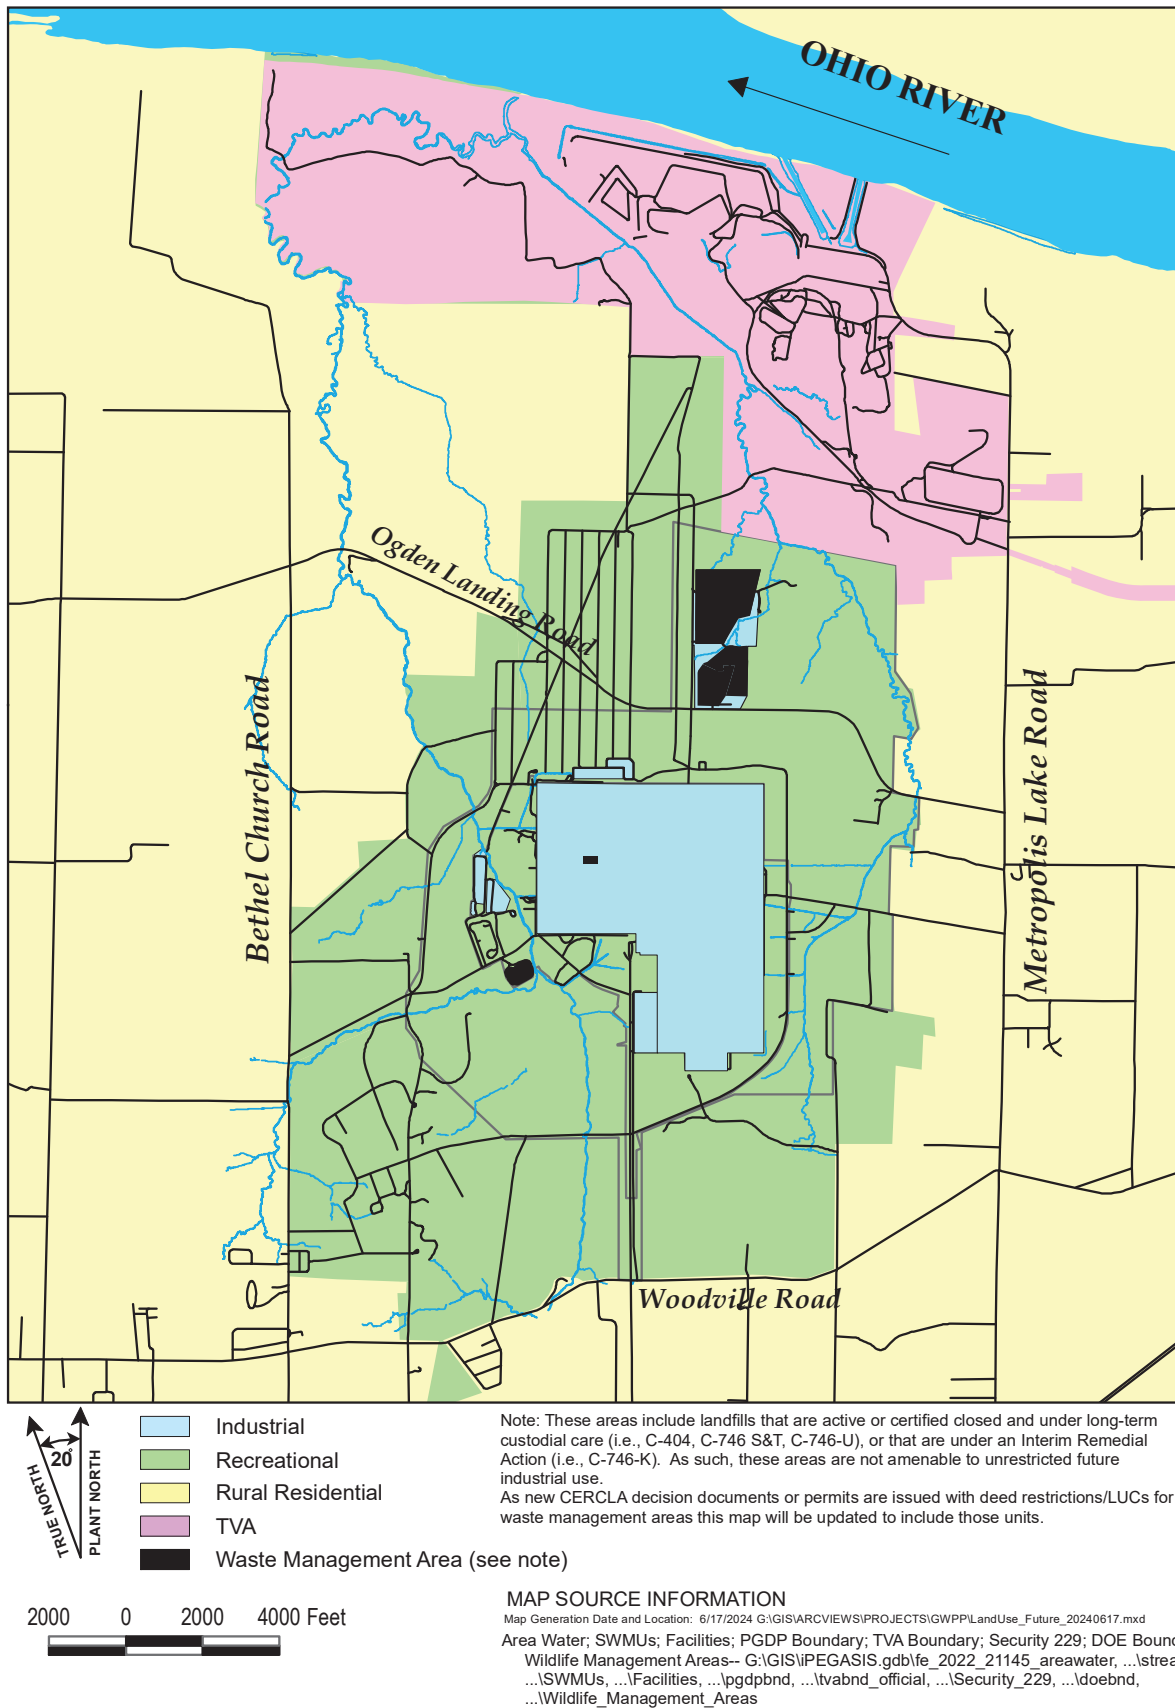 OHIO RIVER
Ogden Landing Road
Bethel Church Road
Metropolis Lake Road
Woodville Road
20°
TRUE NORTH
PLANT NORTH
Industrial
Recreational
Rural Residential
TVA
Waste Management Area (see note)
Note: These areas include landfills that are active or certified closed and under long-term
custodial care (i.e., C-404, C-746 S&T, C-746-U), or that are under an Interim Remedial
Action (i.e., C-746-K).  As such, these areas are not amenable to unrestricted future
industrial use.
As new CERCLA decision documents or permits are issued with deed restrictions/LUCs for
waste management areas this map will be updated to include those units.
2000 0 2000 4000 Feet
MAP SOURCE INFORMATION
Map Generation Date and Location:  6/17/2024 G:\GIS\ARCVIEWS\PROJECTS\GWPP\LandUse_Future_20240617.mxd
Area Water; SWMUs; Facilities; PGDP Boundary; TVA Boundary; Security 229; DOE Bound
Wildlife Management Areas-- G:\GIS\iPEGASIS.gdb\fe_2022_21145_areawater, ...\strea
...\SWMUs, ...\Facilities, ...\pgdpbnd, ...\tvabnd_official, ...\Security_229, ...\doebnd,
...\Wildlife_Management_Areas